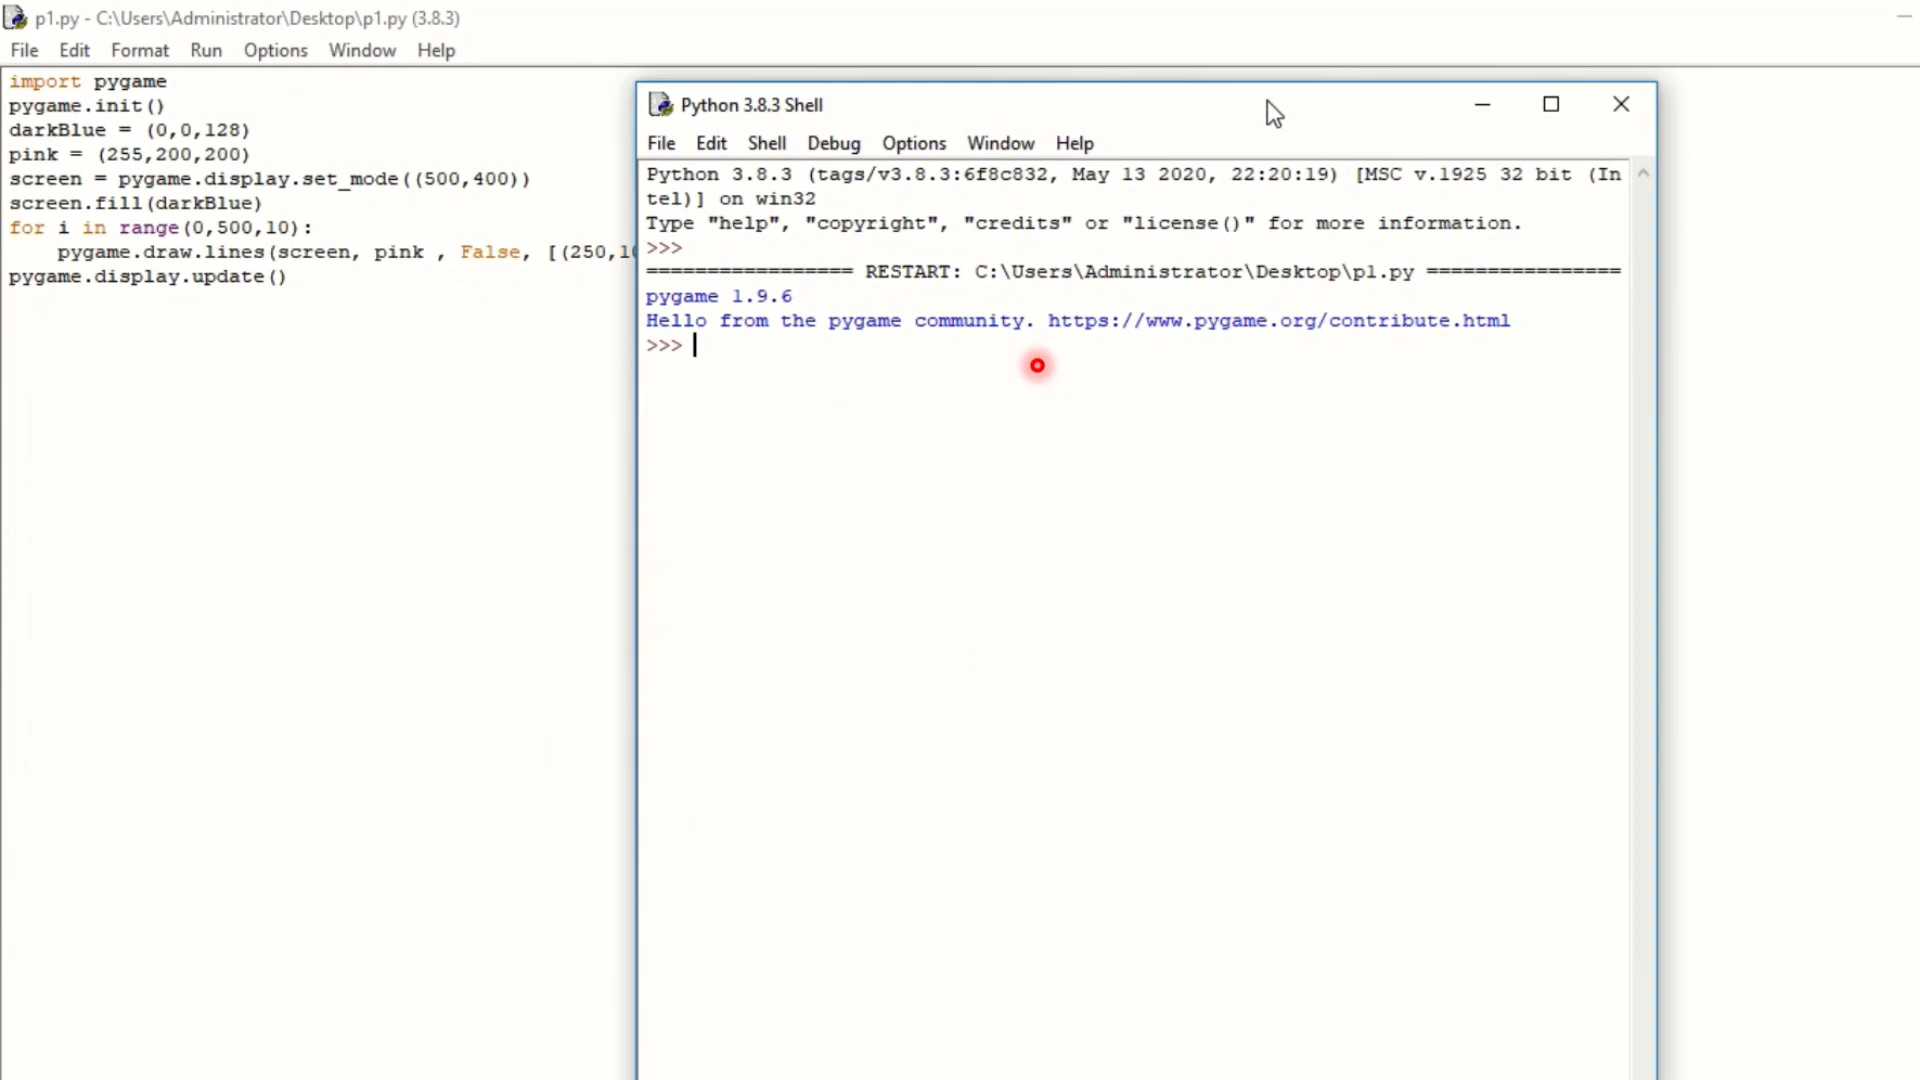 p1.py - C:\Users\Administrator\Desktop\p1.py (3.8.3)
File Edit Format Run Options Window Help
import pygame
pygame.init()
darkBlue = (0,0,128)
pink = (255,200,200)
screen = pygame.display.set_mode((500,400))
screen.fill(darkBlue)
for i in range(0,500,10):
    pygame.draw.lines(screen, pink , False, [(250,10
pygame.display.update()
Python 3.8.3 Shell
File Edit Shell Debug Options Window Help
Python 3.8.3 (tags/v3.8.3:6f8c832, May 13 2020, 22:20:19) [MSC v.1925 32 bit (In
tel)] on win32
Type "help", "copyright", "credits" or "license()" for more information.
>>>
================= RESTART: C:\Users\Administrator\Desktop\p1.py ================
pygame 1.9.6
Hello from the pygame community. https://www.pygame.org/contribute.html
>>>